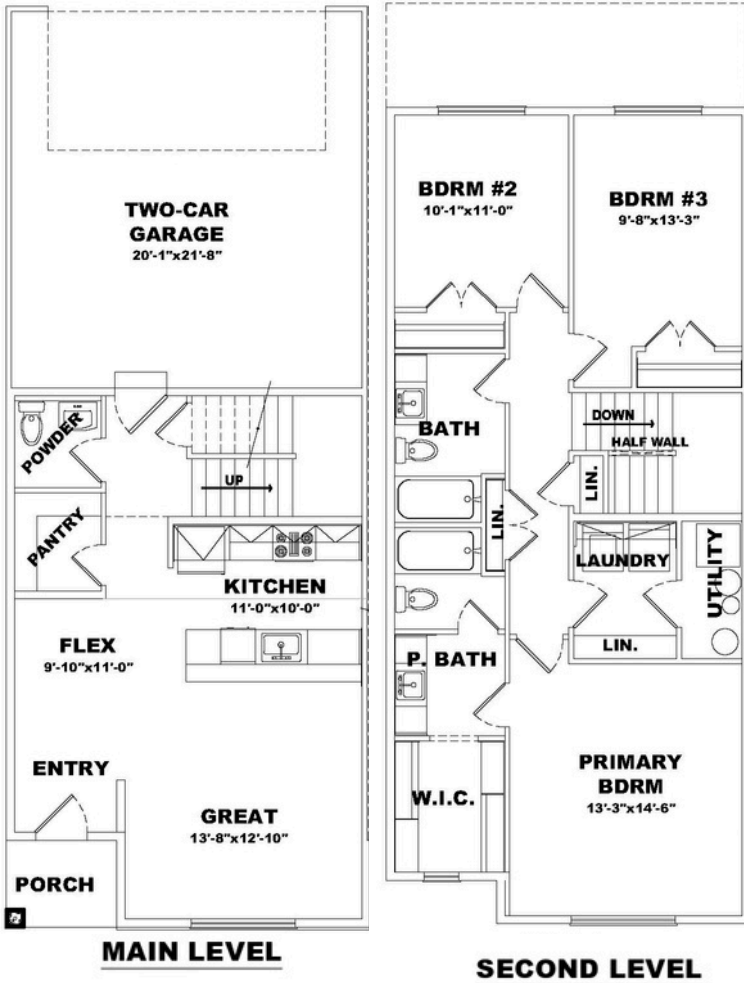 TWO-CAR
GARAGE
20'-1"x21'-8"
POWDER
UP
PANTRY
KITCHEN
11'-0"x10'-0"
FLEX
9'-10"x11'-0"
ENTRY
GREAT
13'-8"x12'-10"
PORCH
MAIN LEVEL
BDRM #2
10'-1"x11'-0"
BDRM #3
9'-8"x13'-3"
DOWN
HALF WALL
BATH
LIN.
LIN.
LAUNDRY
UTILITY
LIN.
P. BATH
W.I.C.
PRIMARY
BDRM
13'-3"x14'-6"
SECOND LEVEL